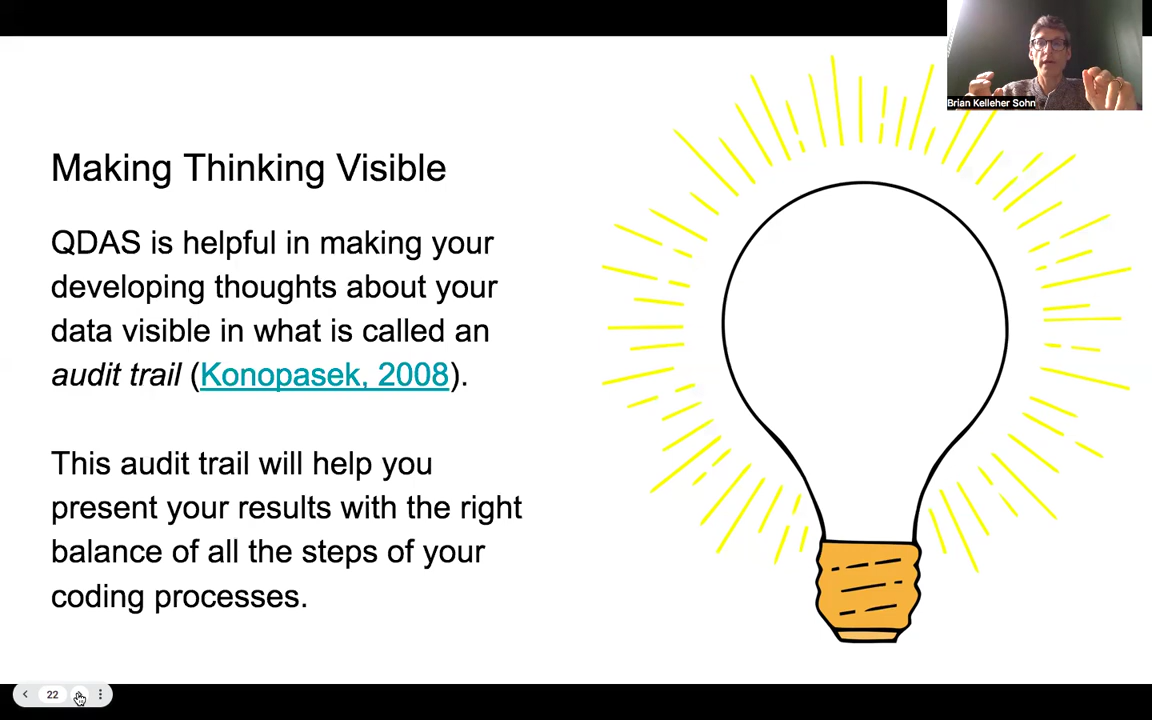 Brian Kelleher Sohn
Making Thinking Visible
QDAS is helpful in making your
developing thoughts about your
data visible in what is called an
audit trail (Konopasek, 2008).
This audit trail will help you
present your results with the right
balance of all the steps of your
coding processes.
22